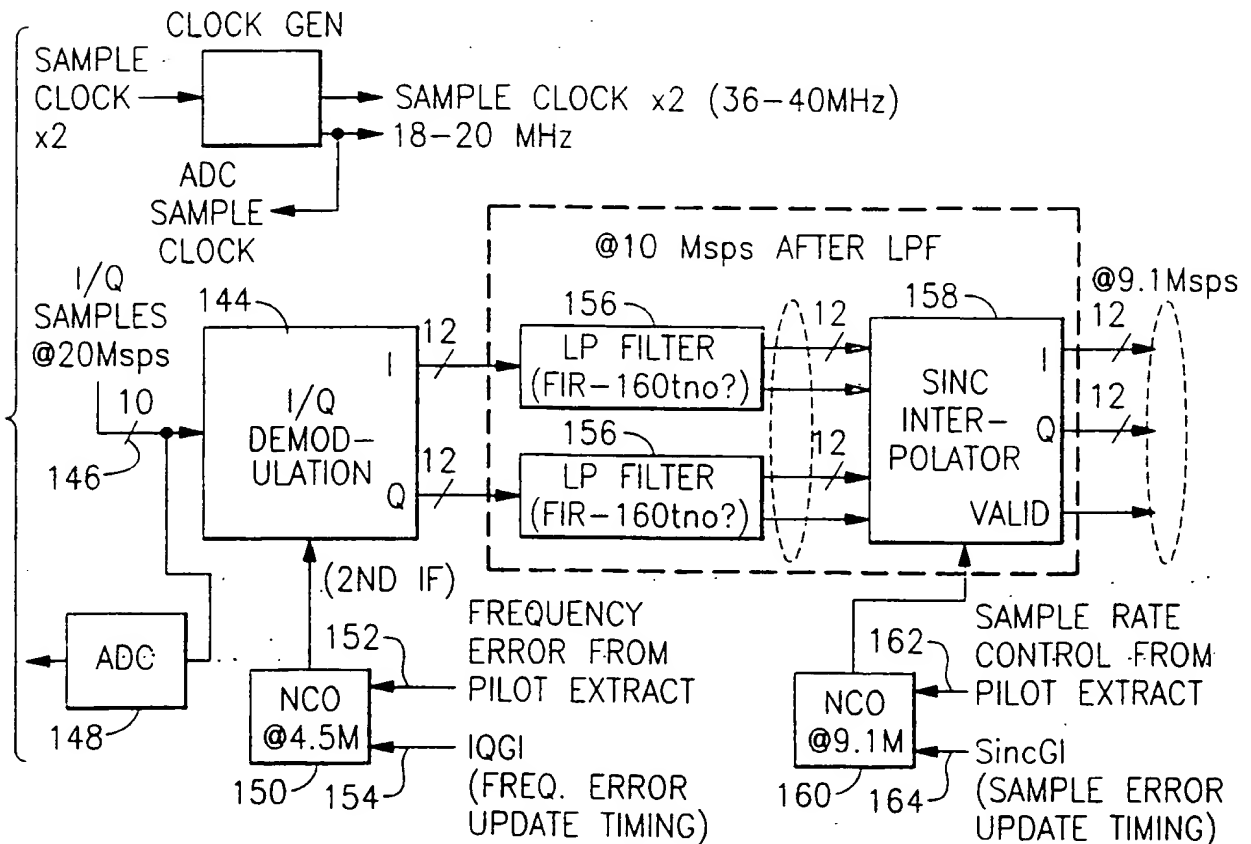 CLOCK GEN
SAMPLE
CLOCK
x2
SAMPLE CLOCK x2 (36-40MHz)
18-20 MHz
ADC
SAMPLE
CLOCK
I/Q
SAMPLES
@20Msps
10
146
144
I/Q
DEMOD-
ULATION
I
Q
12
12
@10 Msps AFTER LPF
156
LP FILTER
(FIR-160tno?)
156
LP FILTER
(FIR-160tno?)
12
12
158
SINC
INTER-
POLATOR
I
Q
VALID
@9.1Msps
12
12
ADC
148
(2ND IF)
NCO
@4.5M
150
152
FREQUENCY
ERROR FROM
PILOT EXTRACT
154
IQGI
(FREQ. ERROR
UPDATE TIMING)
NCO
@9.1M
160
162
SAMPLE RATE
CONTROL FROM
PILOT EXTRACT
164
SincGI
(SAMPLE ERROR
UPDATE TIMING)